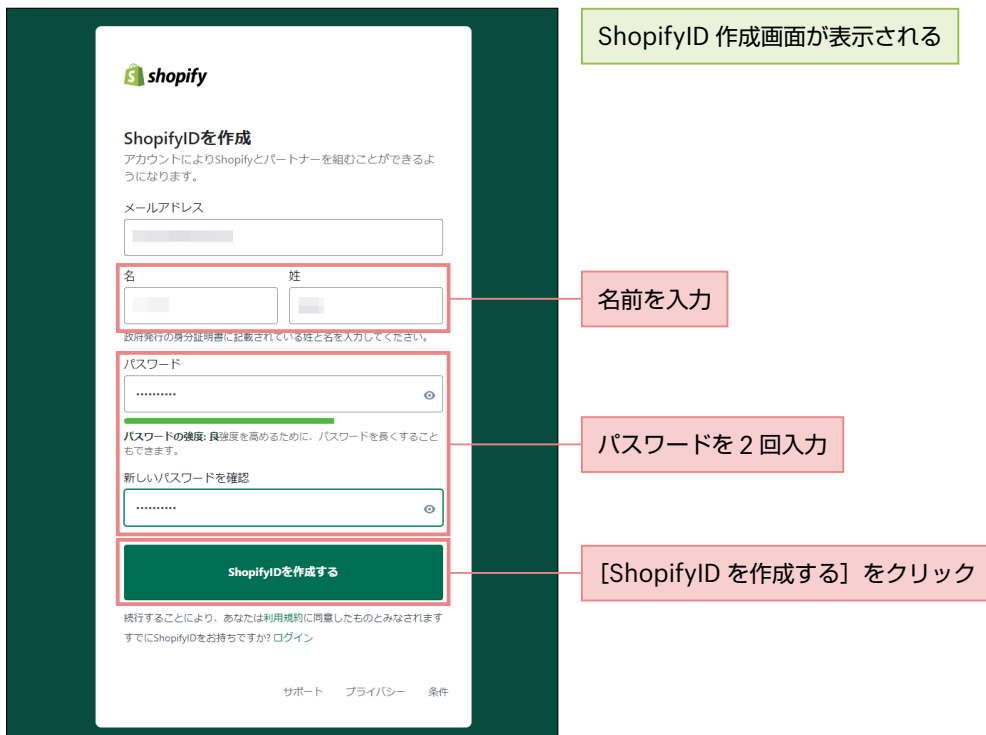 ShopifyID 作成画面が表示される
shopify
ShopifyIDを作成
アカウントによりShopifyとパートナーを組むことができるよ
うになります。
メールアドレス
名 姓
名前を入力
政府発行の身分証明書に記載されている姓と名を入力してください。
パスワード
••••••••••
パスワードの強度: 良強度を高めるために、パスワードを長くすること
もできます。
パスワードを 2 回入力
新しいパスワードを確認
••••••••••
ShopifyIDを作成する
[ShopifyID を作成する] をクリック
続行することにより、あなたは利用規約に同意したものとみなされます
すでにShopifyIDをお持ちですか? ログイン
サポート プライバシー 条件